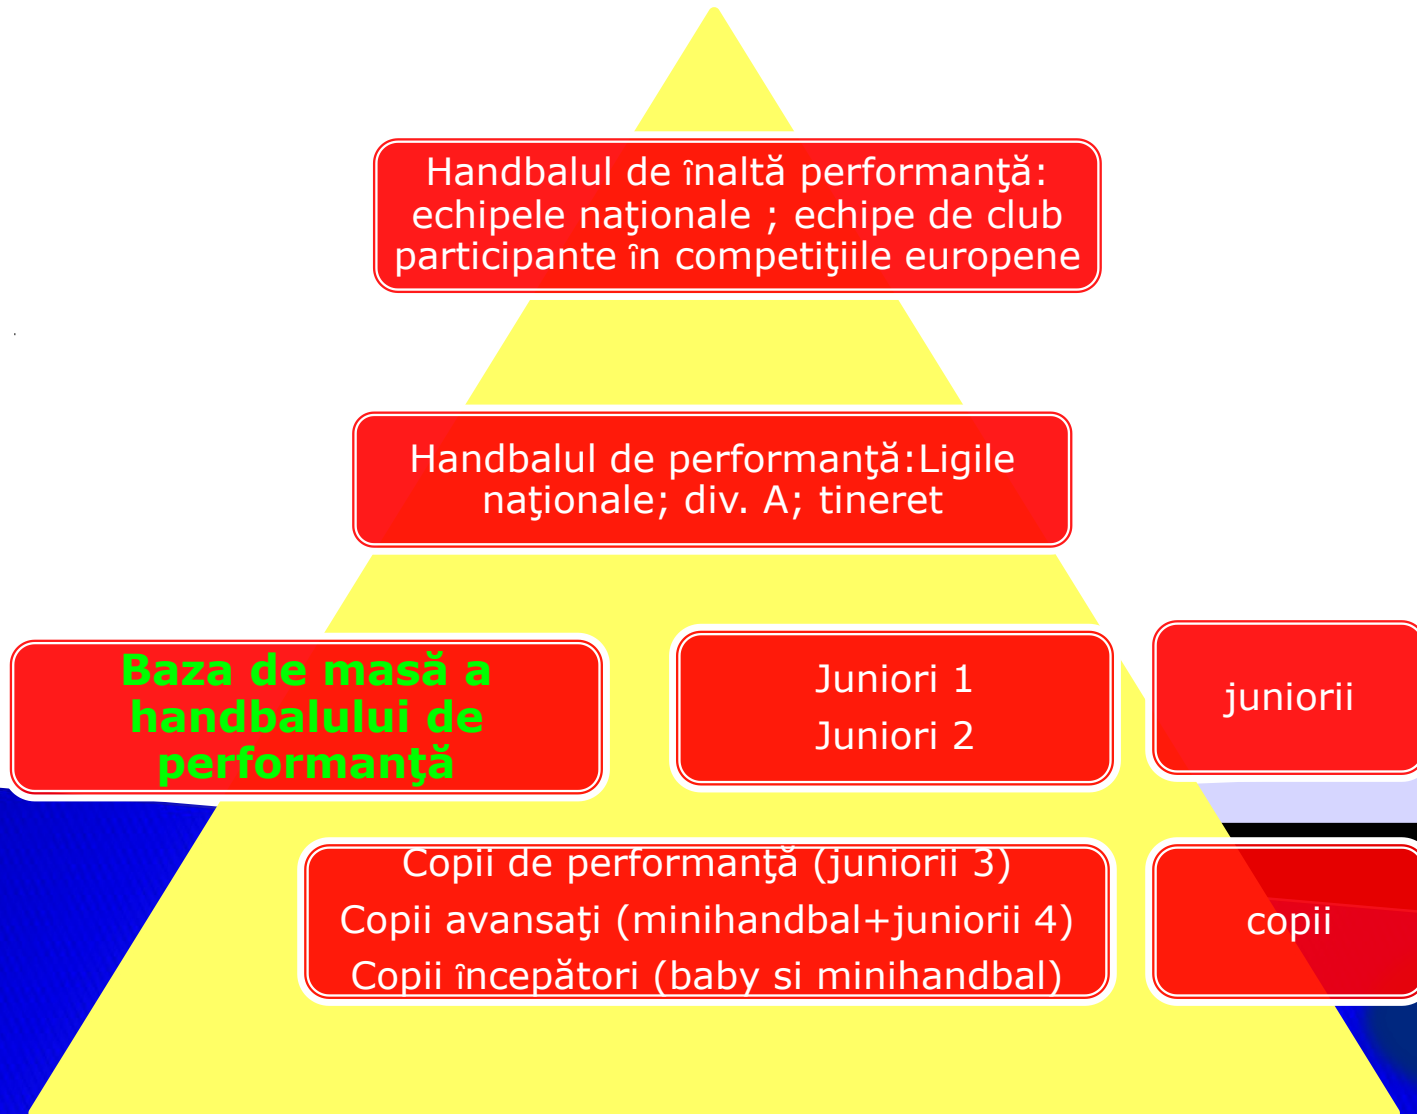 Handbalul de înaltă performanţă:
echipele naţionale ; echipe de club
participante în competiţiile europene
Handbalul de performanţă:Ligile
naţionale; div. A; tineret
Baza de masă a
handbalului de
performanţă
Juniori 1
Juniori 2
juniorii
Copii de performanţă (juniorii 3)
Copii avansaţi (minihandbal+juniorii 4)
Copii începători (baby si minihandbal)
copii